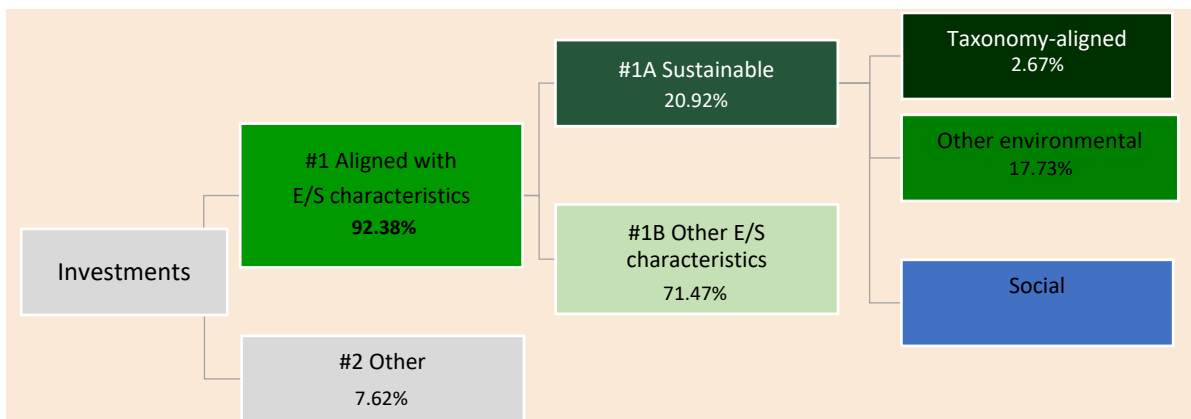 Investments
#1 Aligned with
E/S characteristics
92.38%
#2 Other
7.62%
#1A Sustainable
20.92%
#1B Other E/S
characteristics
71.47%
Taxonomy-aligned
2.67%
Other environmental
17.73%
Social